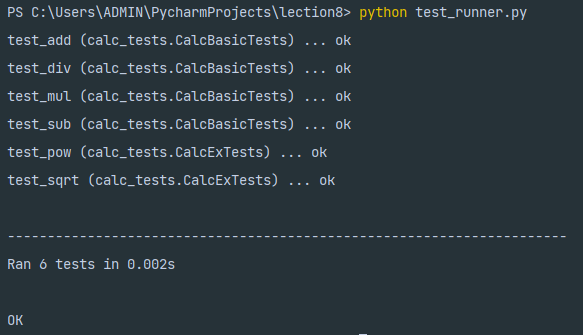 PS C:\Users\ADMIN\PycharmProjects\lection8> python test_runner.py
test_add (calc_tests.CalcBasicTests) ... ok
test_div (calc_tests.CalcBasicTests) ... ok
test_mul (calc_tests.CalcBasicTests) ... ok
test_sub (calc_tests.CalcBasicTests) ... ok
test_pow (calc_tests.CalcExTests) ... ok
test_sqrt (calc_tests.CalcExTests) ... ok
----------------------------------------------------------------------
Ran 6 tests in 0.002s
OK